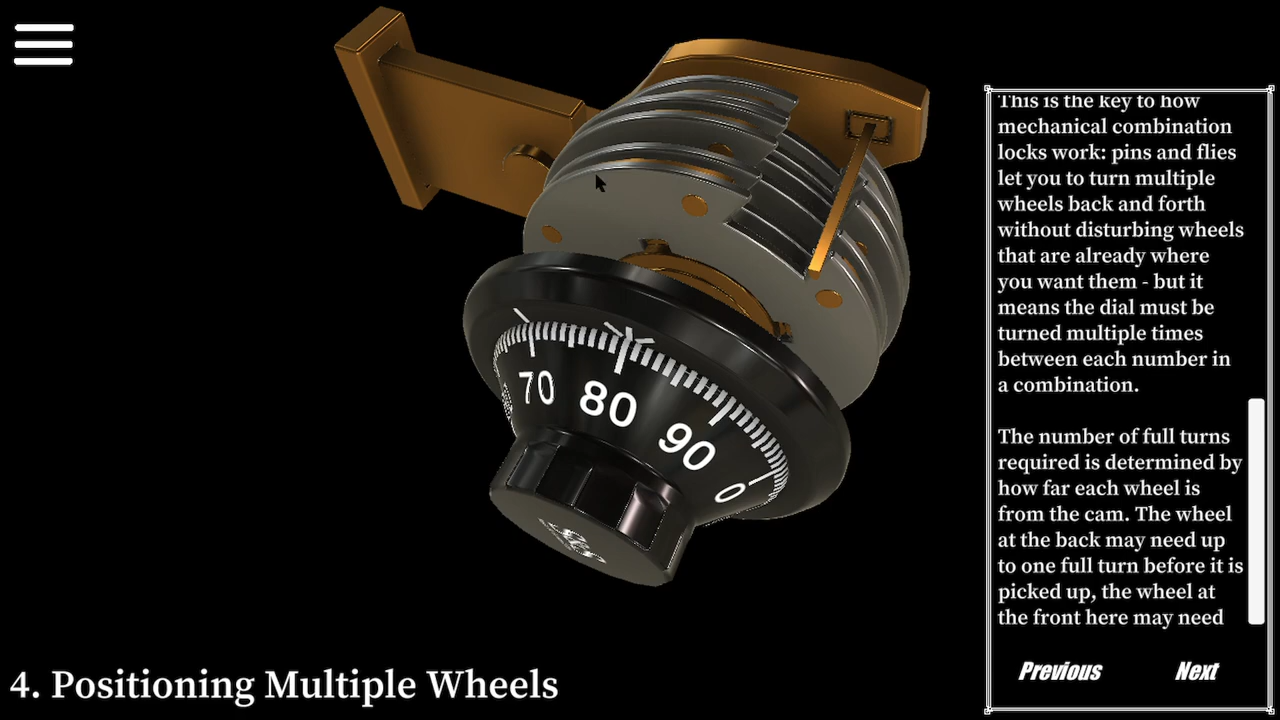 This is the key to how
mechanical combination
locks work: pins and flies
let you to turn multiple
wheels back and forth
without disturbing wheels
that are already where
you want them - but it
means the dial must be
turned multiple times
between each number in
a combination.
The number of full turns
required is determined by
how far each wheel is
from the cam. The wheel
at the back may need up
to one full turn before it is
picked up, the wheel at
the front here may need
Previous Next
70 80 90 0
4. Positioning Multiple Wheels